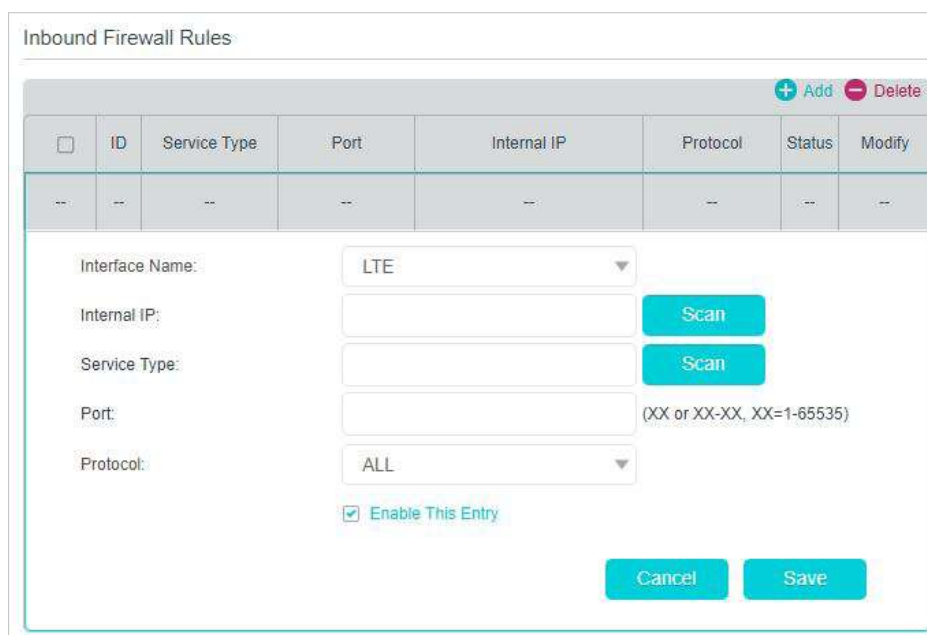 Inbound Firewall Rules
Add Delete
ID Service Type Port Internal IP Protocol Status Modify
-- -- -- -- -- -- -- --
Interface Name: LTE
Internal IP: Scan
Service Type: Scan
Port: (XX or XX-XX, XX=1-65535)
Protocol: ALL
Enable This Entry
Cancel Save